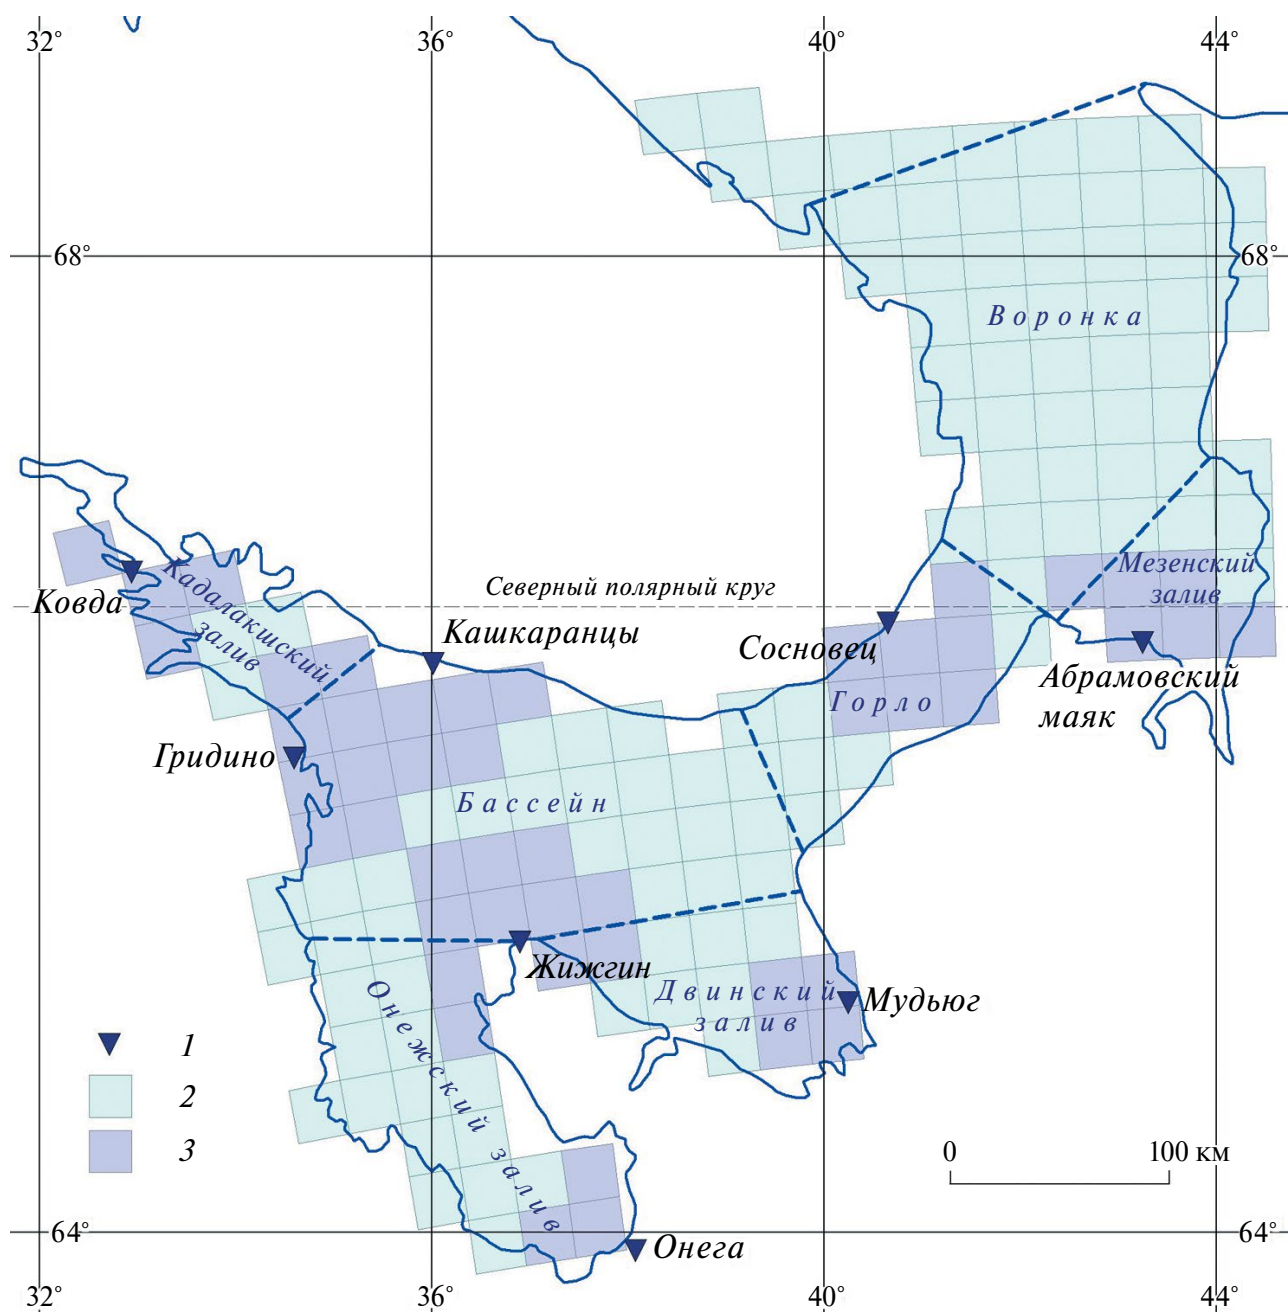 32°
36°
40°
44°
68°
68°
Воронка
Мезенский
залив
Северный полярный круг
Кадалакшский
залив
Ковда
Кашкаранцы
Сосновец
Абрамовский
маяк
Горло
Гридино
Бассейн
Жижгин
Двинский
залив
Мудьюг
Онежский залив
1
2
3
0
100 км
64°
64°
Онега
32°
36°
40°
44°